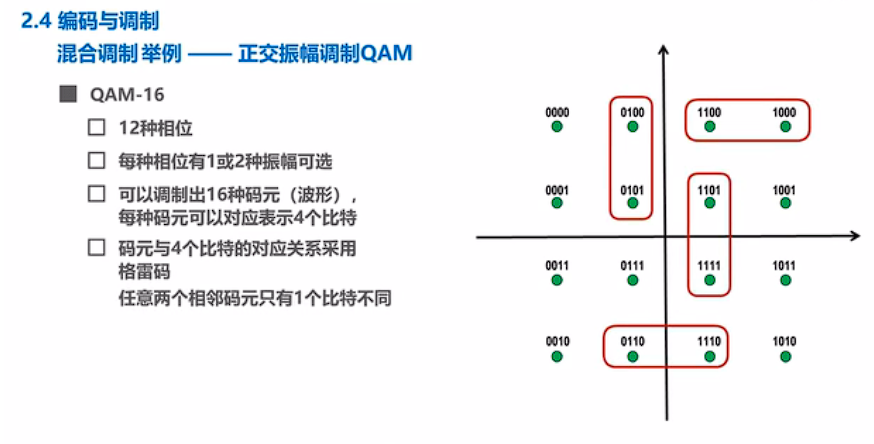 2.4 编码与调制
混合调制 举例 —— 正交振幅调制QAM
QAM-16
12种相位
每种相位有1或2种振幅可选
可以调制出16种码元（波形），
每种码元可以对应表示4个比特
码元与4个比特的对应关系采用
格雷码
任意两个相邻码元只有1个比特不同
0000 0100 1100 1000
0001 0101 1101 1001
0011 0111 1111 1011
0010 0110 1110 1010